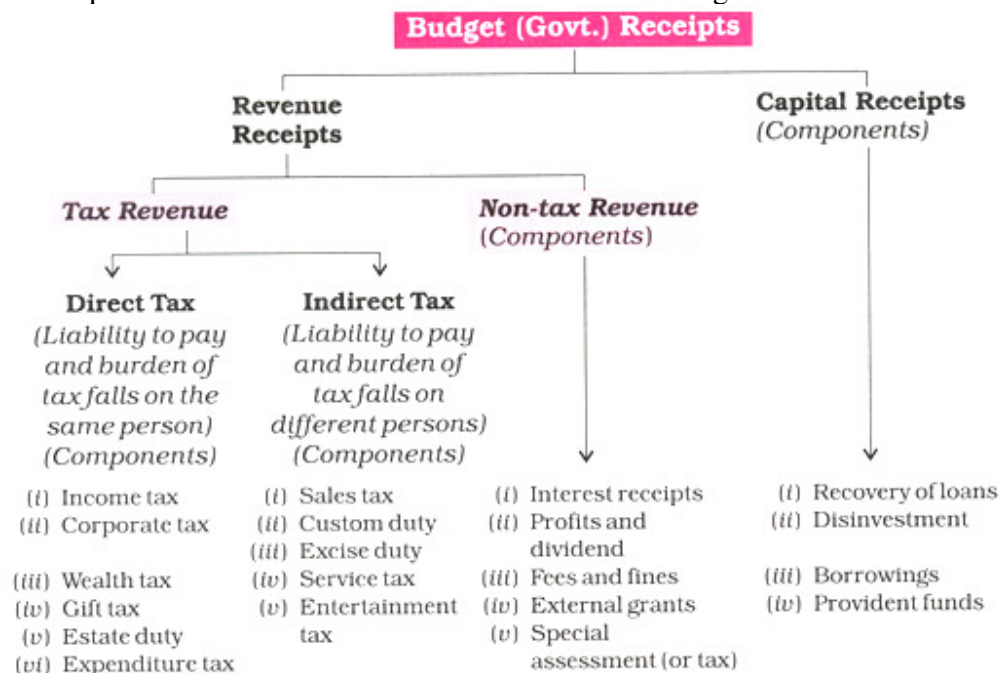 Budget (Govt.) Receipts
Revenue
Receipts
Capital Receipts
(Components)
Tax Revenue
Non-tax Revenue
(Components)
Direct Tax
(Liability to pay
and burden of
tax falls on the
same person)
(Components)
(i) Income tax
(ii) Corporate tax
(iii) Wealth tax
(iv) Gift tax
(v) Estate duty
(vi) Expenditure tax
Indirect Tax
(Liability to pay
and burden of
tax falls on
different persons)
(Components)
(i) Sales tax
(ii) Custom duty
(iii) Excise duty
(iv) Service tax
(v) Entertainment
tax
(i) Interest receipts
(ii) Profits and
dividend
(iii) Fees and fines
(iv) External grants
(v) Special
assessment (or tax)
(i) Recovery of loans
(ii) Disinvestment
(iii) Borrowings
(iv) Provident funds